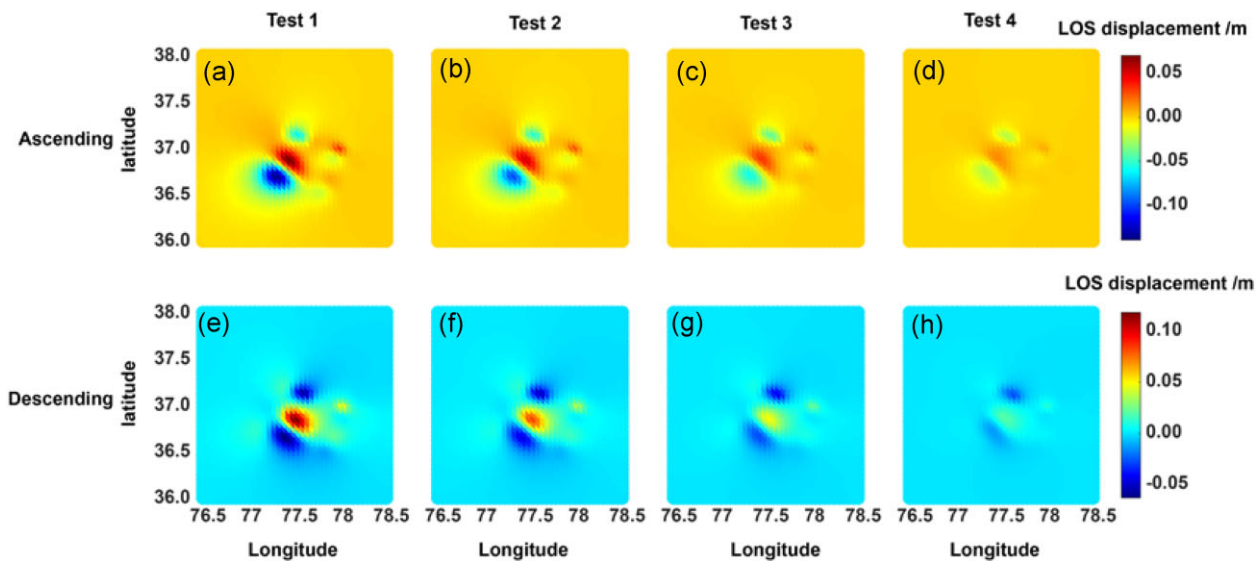 Test 1 Test 2 Test 3 Test 4 LOS displacement /m
Ascending
latitude
38.0
37.5
37.0
36.5
36.0
(a) (b) (c) (d)
0.05
0.00
-0.05
-0.10
LOS displacement /m
Descending
latitude
38.0
37.5
37.0
36.5
36.0
(e) (f) (g) (h)
0.10
0.05
0.00
-0.05
76.5 77 77.5 78 78.5 76.5 77 77.5 78 78.5 76.5 77 77.5 78 78.5 76.5 77 77.5 78 78.5
Longitude Longitude Longitude Longitude